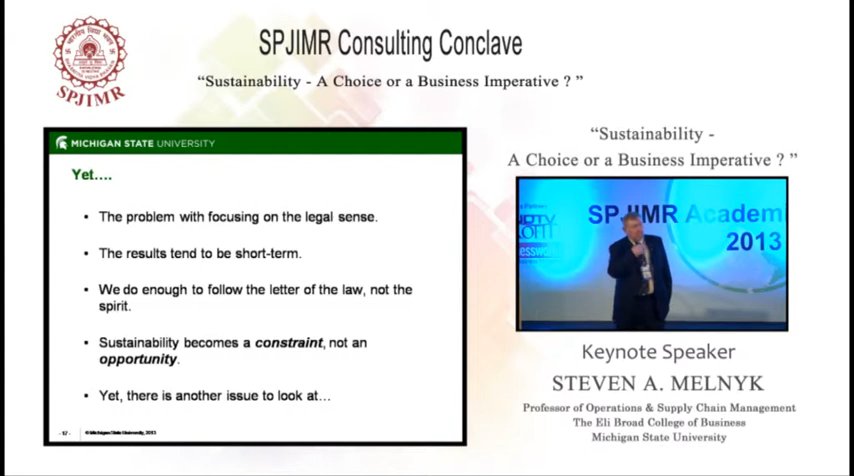 SPJIMR
SPJIMR Consulting Conclave
“Sustainability - A Choice or a Business Imperative ? ”
MICHIGAN STATE UNIVERSITY
Yet....
• The problem with focusing on the legal sense.
• The results tend to be short-term.
• We do enough to follow the letter of the law, not the
spirit.
• Sustainability becomes a constraint, not an
opportunity.
• Yet, there is another issue to look at…
- 17 -
© Michigan State University, 2013
“Sustainability -
A Choice or a Business Imperative ? ”
NDTV
SPJIMR Academ
2013
Keynote Speaker
STEVEN A. MELNYK
Professor of Operations & Supply Chain Management
The Eli Broad College of Business
Michigan State University